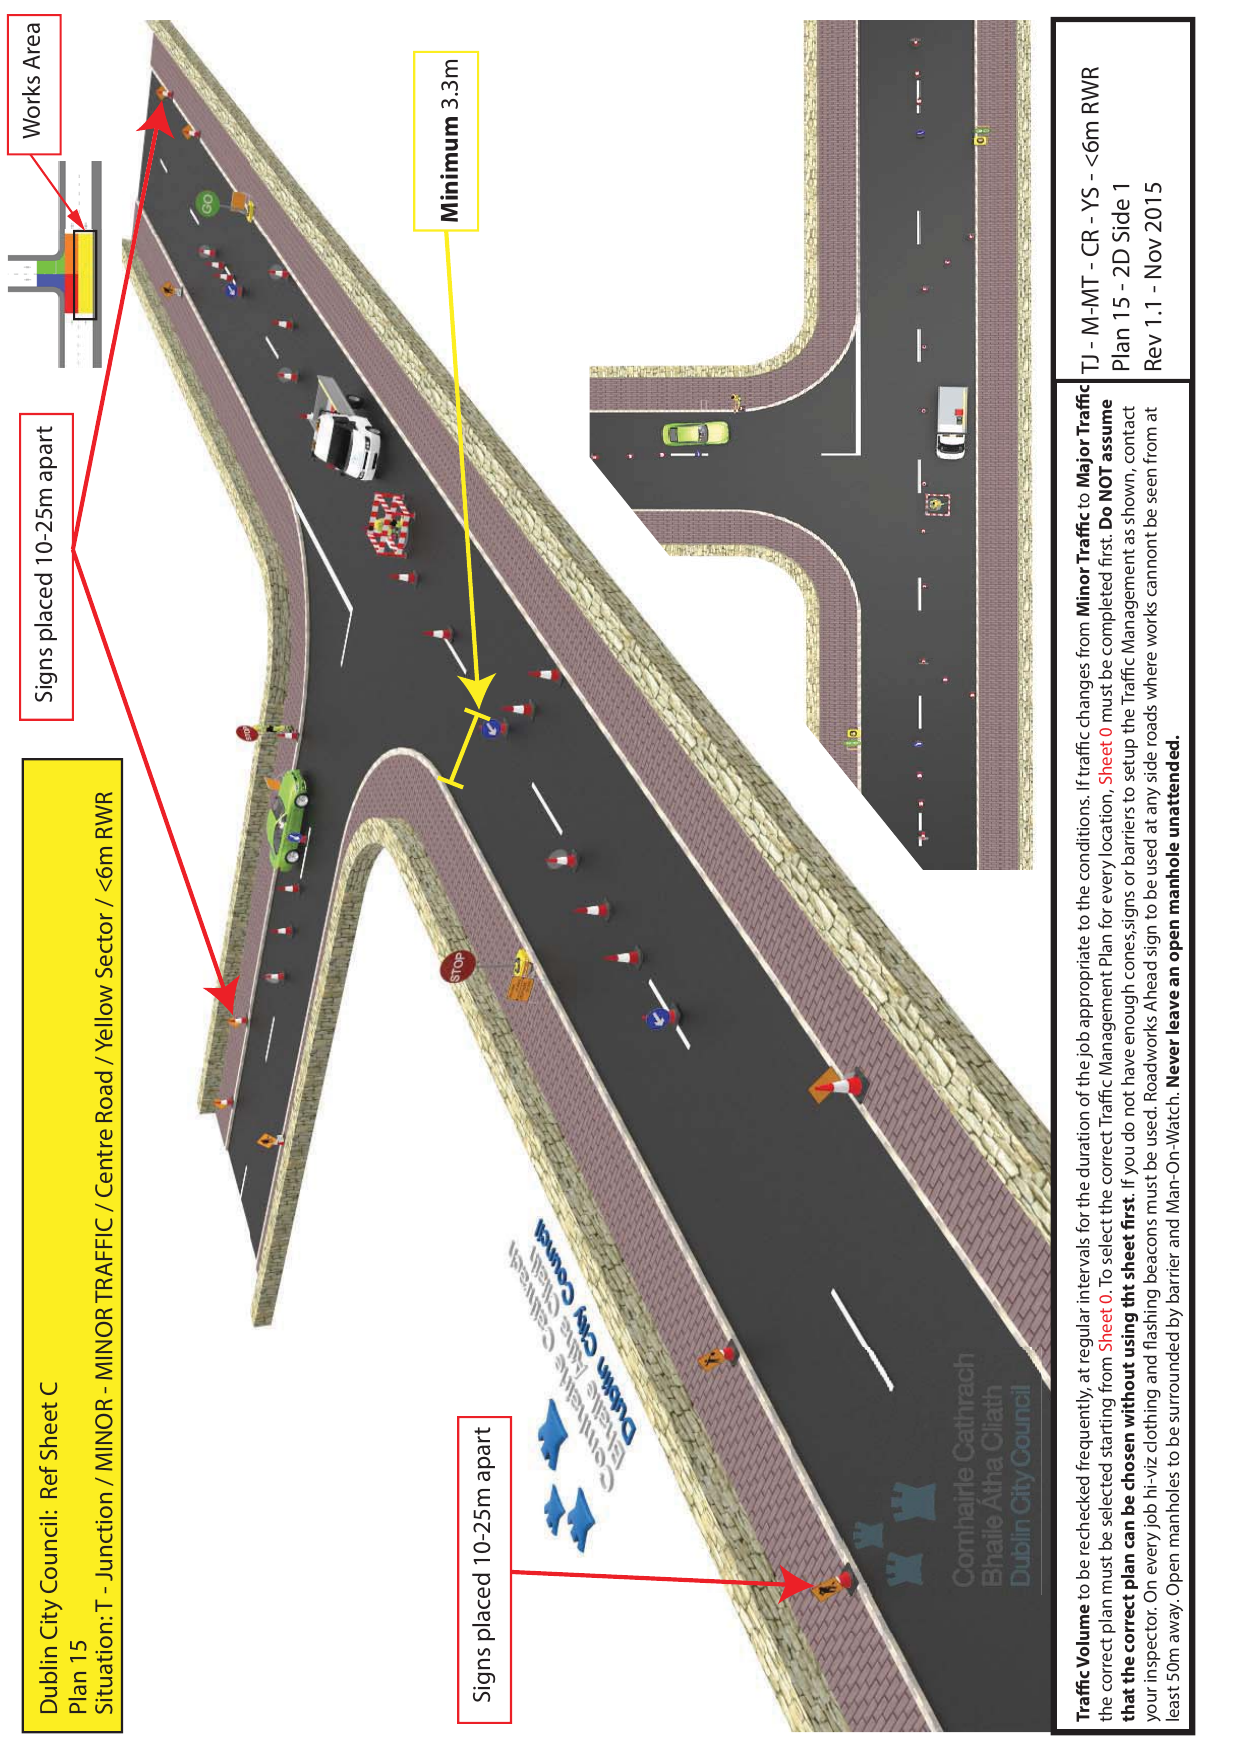 Dublin City Council: Ref Sheet C
Plan 15
Situation: T - Junction / MINOR - MINOR TRAFFIC / Centre Road / Yellow Sector / <6m RWR
Signs placed 10-25m apart
Works Area
Minimum 3.3m
GO
STOP
STOP
Signs placed 10-25m apart
Comhairle Cathrach
Bhaile Átha Cliath
Dublin City Council
Comhairle Cathrach
Bhaile Átha Cliath
Dublin City Council
Traffic Volume to be rechecked frequently, at regular intervals for the duration of the job appropriate to the conditions. If traffic changes from Minor Traffic to Major Traffic
the correct plan must be selected starting from Sheet 0. To select the correct Traffic Management Plan for every location, Sheet 0 must be completed first. Do NOT assume
that the correct plan can be chosen without using tht sheet first. If you do not have enough cones,signs or barriers to setup the Traffic Management as shown, contact
your inspector. On every job hi-viz clothing and flashing beacons must be used. Roadworks Ahead sign to be used at any side roads where works cannont be seen from at
least 50m away. Open manholes to be surrounded by barrier and Man-On-Watch. Never leave an open manhole unattended.
TJ - M-MT - CR - YS - <6m RWR
Plan 15 - 2D Side 1
Rev 1.1 - Nov 2015